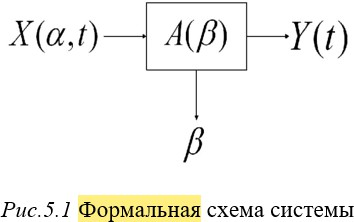 X(α,t) A(β) Y(t)
β
Рис.5.1 Формальная схема системы